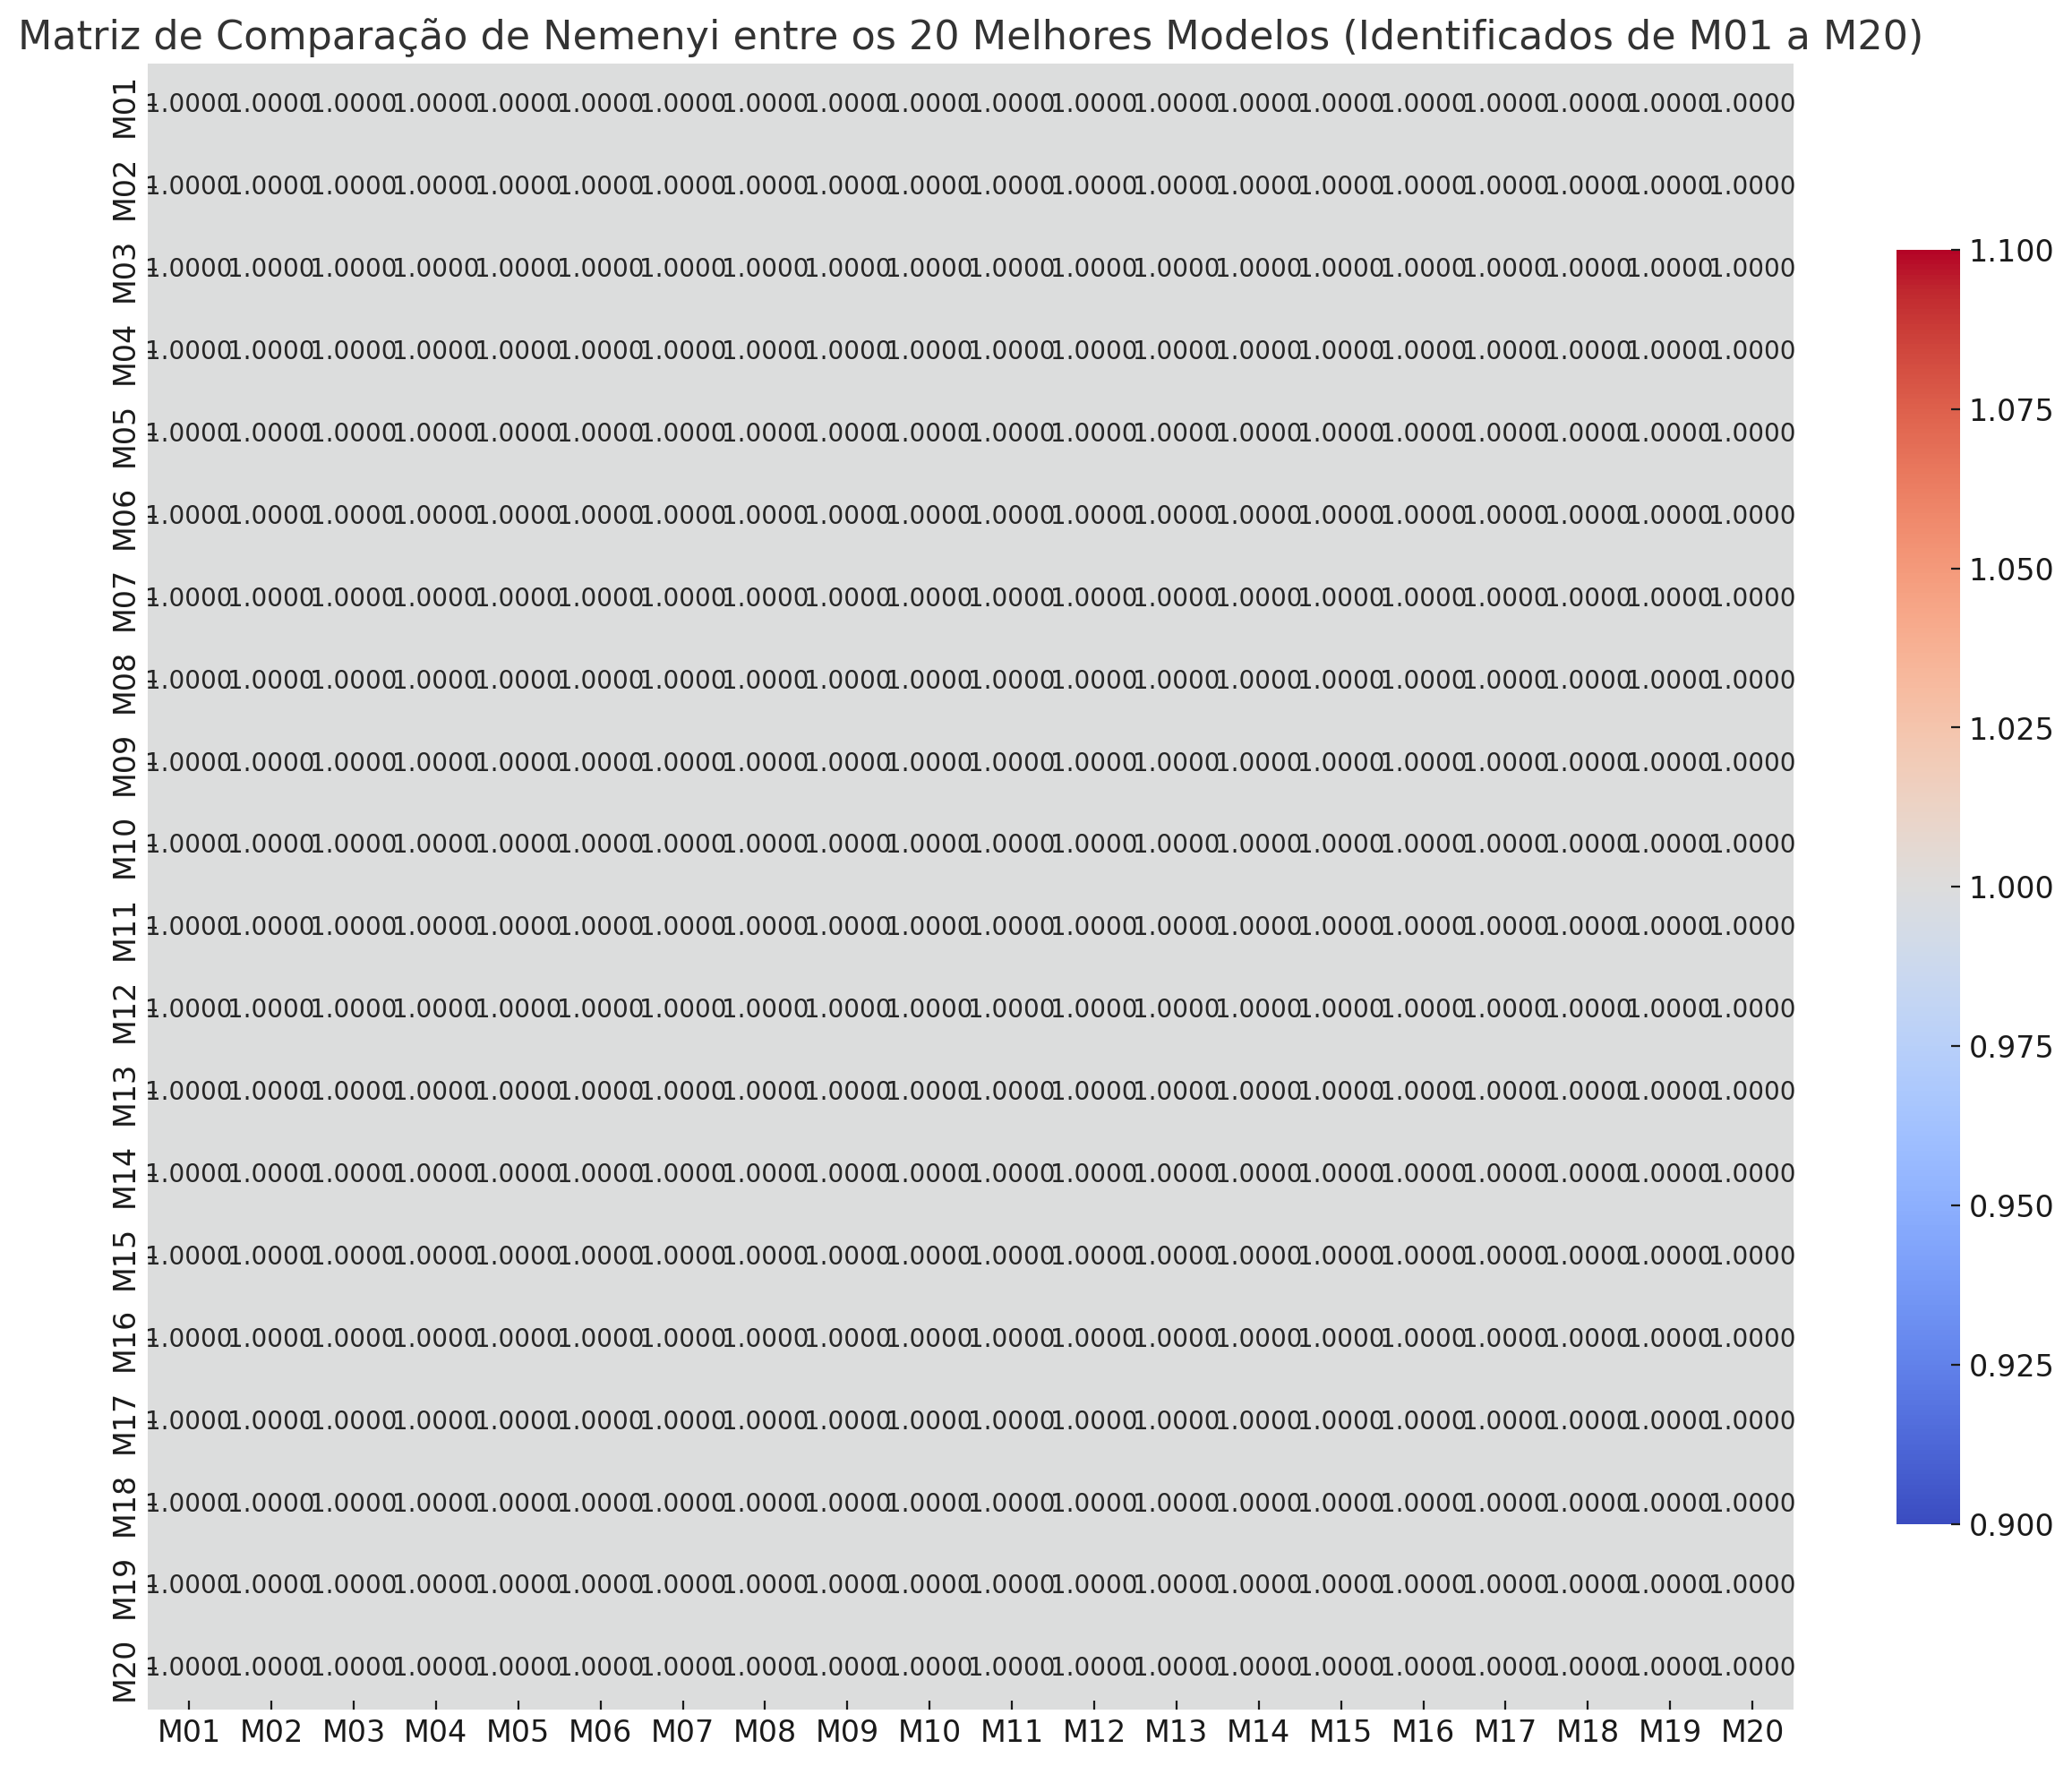 Matriz de Comparação de Nemenyi entre os 20 Melhores Modelos (Identificados de M01 a M20)
M01 1.0000 1.0000 1.0000 1.0000 1.0000 1.0000 1.0000 1.0000 1.0000 1.0000 1.0000 1.0000 1.0000 1.0000 1.0000 1.0000 1.0000 1.0000 1.0000 1.0000
M02 1.0000 1.0000 1.0000 1.0000 1.0000 1.0000 1.0000 1.0000 1.0000 1.0000 1.0000 1.0000 1.0000 1.0000 1.0000 1.0000 1.0000 1.0000 1.0000 1.0000
M03 1.0000 1.0000 1.0000 1.0000 1.0000 1.0000 1.0000 1.0000 1.0000 1.0000 1.0000 1.0000 1.0000 1.0000 1.0000 1.0000 1.0000 1.0000 1.0000 1.0000
M04 1.0000 1.0000 1.0000 1.0000 1.0000 1.0000 1.0000 1.0000 1.0000 1.0000 1.0000 1.0000 1.0000 1.0000 1.0000 1.0000 1.0000 1.0000 1.0000 1.0000
M05 1.0000 1.0000 1.0000 1.0000 1.0000 1.0000 1.0000 1.0000 1.0000 1.0000 1.0000 1.0000 1.0000 1.0000 1.0000 1.0000 1.0000 1.0000 1.0000 1.0000
M06 1.0000 1.0000 1.0000 1.0000 1.0000 1.0000 1.0000 1.0000 1.0000 1.0000 1.0000 1.0000 1.0000 1.0000 1.0000 1.0000 1.0000 1.0000 1.0000 1.0000
M07 1.0000 1.0000 1.0000 1.0000 1.0000 1.0000 1.0000 1.0000 1.0000 1.0000 1.0000 1.0000 1.0000 1.0000 1.0000 1.0000 1.0000 1.0000 1.0000 1.0000
M08 1.0000 1.0000 1.0000 1.0000 1.0000 1.0000 1.0000 1.0000 1.0000 1.0000 1.0000 1.0000 1.0000 1.0000 1.0000 1.0000 1.0000 1.0000 1.0000 1.0000
M09 1.0000 1.0000 1.0000 1.0000 1.0000 1.0000 1.0000 1.0000 1.0000 1.0000 1.0000 1.0000 1.0000 1.0000 1.0000 1.0000 1.0000 1.0000 1.0000 1.0000
M10 1.0000 1.0000 1.0000 1.0000 1.0000 1.0000 1.0000 1.0000 1.0000 1.0000 1.0000 1.0000 1.0000 1.0000 1.0000 1.0000 1.0000 1.0000 1.0000 1.0000
M11 1.0000 1.0000 1.0000 1.0000 1.0000 1.0000 1.0000 1.0000 1.0000 1.0000 1.0000 1.0000 1.0000 1.0000 1.0000 1.0000 1.0000 1.0000 1.0000 1.0000
M12 1.0000 1.0000 1.0000 1.0000 1.0000 1.0000 1.0000 1.0000 1.0000 1.0000 1.0000 1.0000 1.0000 1.0000 1.0000 1.0000 1.0000 1.0000 1.0000 1.0000
M13 1.0000 1.0000 1.0000 1.0000 1.0000 1.0000 1.0000 1.0000 1.0000 1.0000 1.0000 1.0000 1.0000 1.0000 1.0000 1.0000 1.0000 1.0000 1.0000 1.0000
M14 1.0000 1.0000 1.0000 1.0000 1.0000 1.0000 1.0000 1.0000 1.0000 1.0000 1.0000 1.0000 1.0000 1.0000 1.0000 1.0000 1.0000 1.0000 1.0000 1.0000
M15 1.0000 1.0000 1.0000 1.0000 1.0000 1.0000 1.0000 1.0000 1.0000 1.0000 1.0000 1.0000 1.0000 1.0000 1.0000 1.0000 1.0000 1.0000 1.0000 1.0000
M16 1.0000 1.0000 1.0000 1.0000 1.0000 1.0000 1.0000 1.0000 1.0000 1.0000 1.0000 1.0000 1.0000 1.0000 1.0000 1.0000 1.0000 1.0000 1.0000 1.0000
M17 1.0000 1.0000 1.0000 1.0000 1.0000 1.0000 1.0000 1.0000 1.0000 1.0000 1.0000 1.0000 1.0000 1.0000 1.0000 1.0000 1.0000 1.0000 1.0000 1.0000
M18 1.0000 1.0000 1.0000 1.0000 1.0000 1.0000 1.0000 1.0000 1.0000 1.0000 1.0000 1.0000 1.0000 1.0000 1.0000 1.0000 1.0000 1.0000 1.0000 1.0000
M19 1.0000 1.0000 1.0000 1.0000 1.0000 1.0000 1.0000 1.0000 1.0000 1.0000 1.0000 1.0000 1.0000 1.0000 1.0000 1.0000 1.0000 1.0000 1.0000 1.0000
M20 1.0000 1.0000 1.0000 1.0000 1.0000 1.0000 1.0000 1.0000 1.0000 1.0000 1.0000 1.0000 1.0000 1.0000 1.0000 1.0000 1.0000 1.0000 1.0000 1.0000
M01 M02 M03 M04 M05 M06 M07 M08 M09 M10 M11 M12 M13 M14 M15 M16 M17 M18 M19 M20
1.100
1.075
1.050
1.025
1.000
0.975
0.950
0.925
0.900